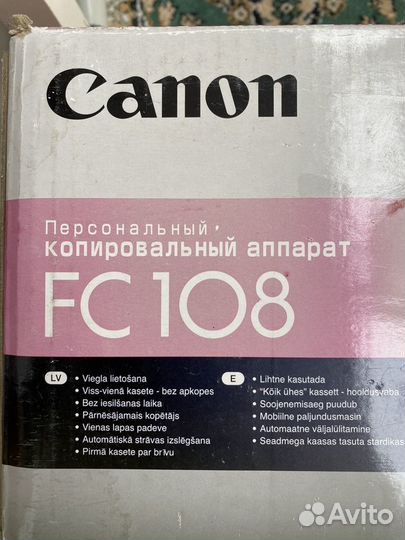 Canon
Персональный
копировальный аппарат
FC 108
LV
• Viegla lietošana
• Viss-vienā kasete - bez apkopes
• Bez iesilšanas laika
• Pārnēsājamais kopētājs
• Vienas lapas padeve
• Automātiskā strāvas izslēgšana
• Pirmā kasete par brīvu
E
• Lihtne kasutada
• "Kõik ühes" kassett - hooldusvaba
• Soojenemisaeg puudub
• Mobiilne paljundusmasin
• Automaatne väljalülitamine
• Seadmega kaasas tasuta stardikas
Avito